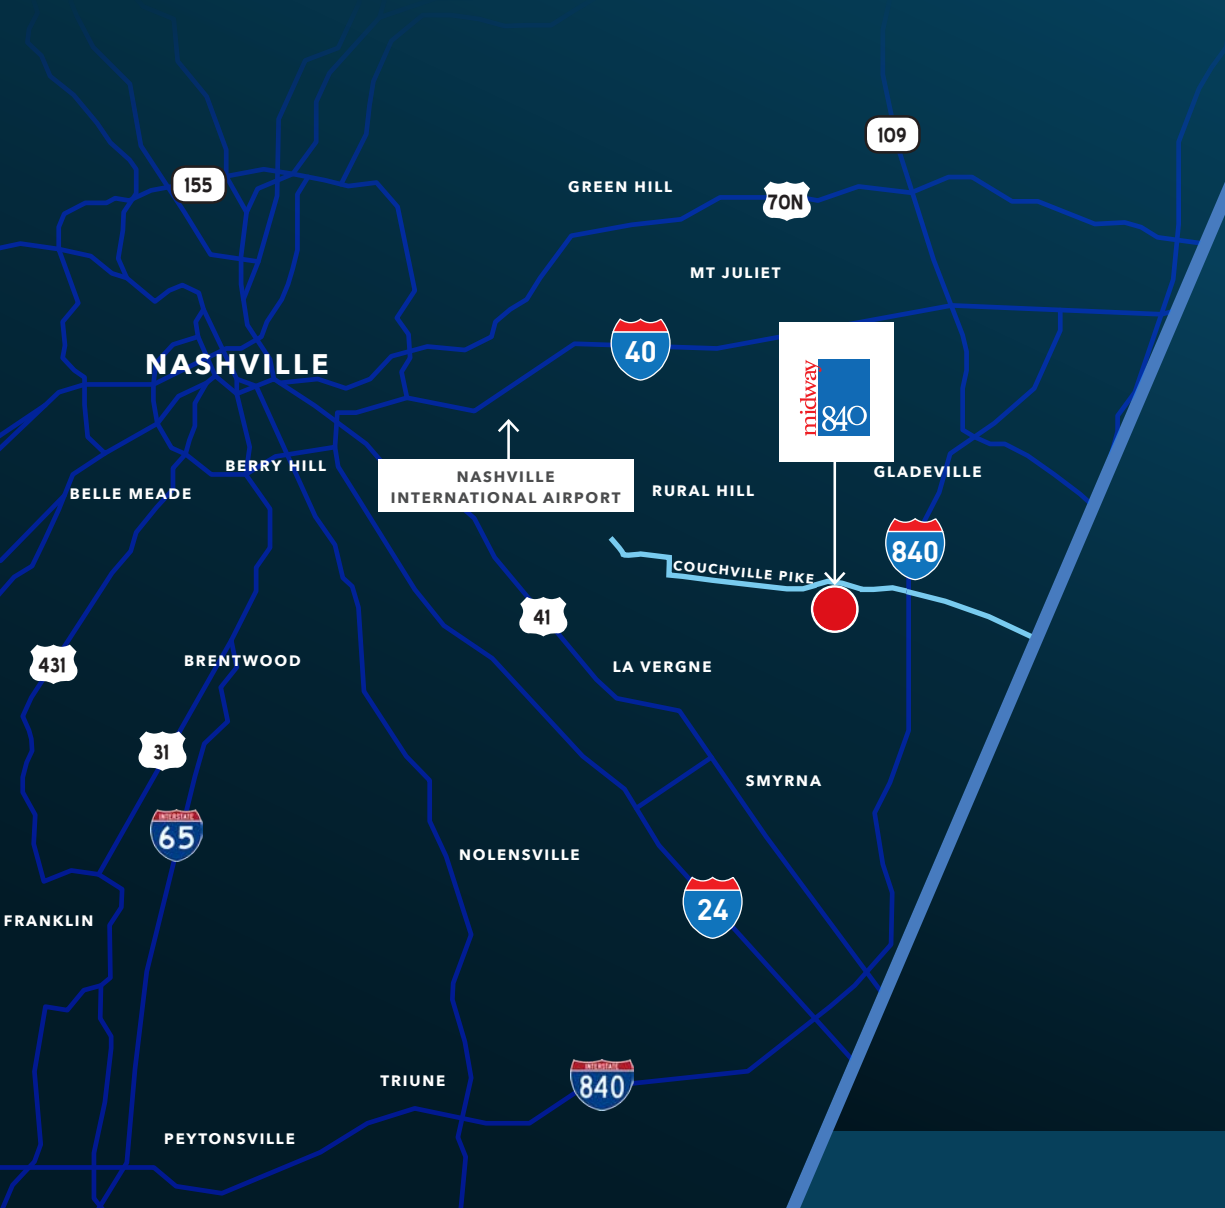 109
155
GREEN HILL
70N
MT JULIET
40
NASHVILLE
midway
840
BERRY HILL
GLADEVILLE
NASHVILLE
INTERNATIONAL AIRPORT
RURAL HILL
BELLE MEADE
840
COUCHVILLE PIKE
41
431
BRENTWOOD
LA VERGNE
31
SMYRNA
INTERSTATE
65
NOLENSVILLE
24
FRANKLIN
TRIUNE
INTERSTATE
840
PEYTONSVILLE